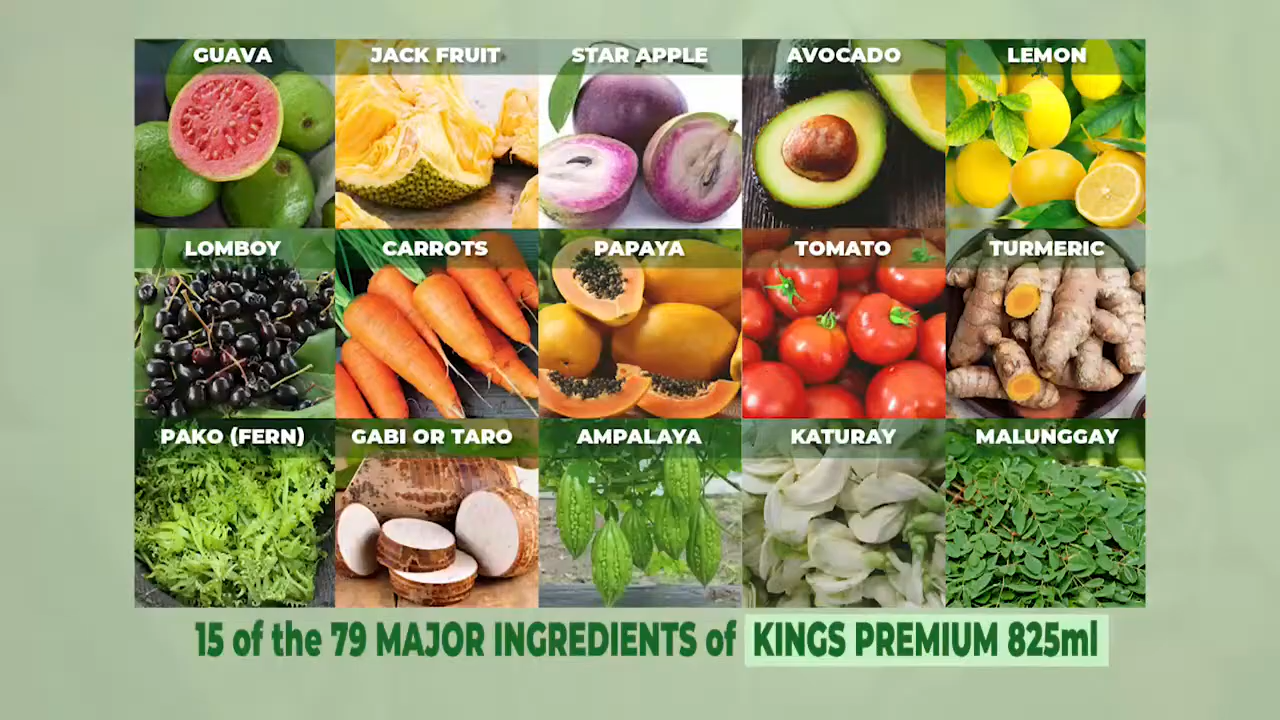 GUAVA
JACK FRUIT
STAR APPLE
AVOCADO
LEMON
LOMBOY
CARROTS
PAPAYA
TOMATO
TURMERIC
PAKO (FERN)
GABI OR TARO
AMPALAYA
KATURAY
MALUNGGAY
15 of the 79 MAJOR INGREDIENTS of KINGS PREMIUM 825ml